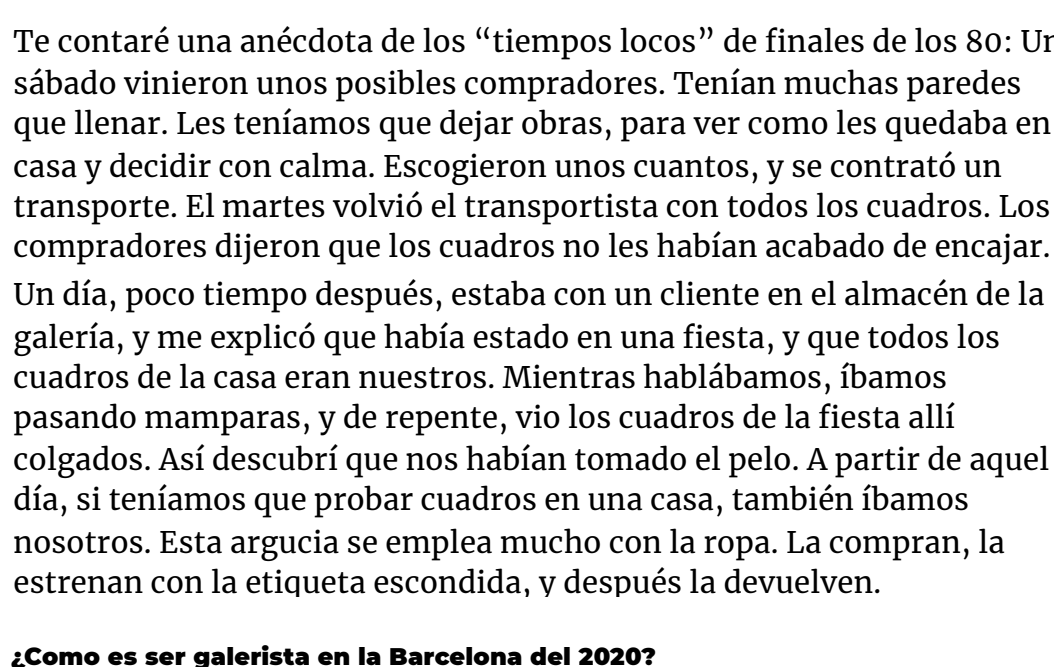 Te contaré una anécdota de los “tiempos locos” de finales de los 80: Un
sábado vinieron unos posibles compradores. Tenían muchas paredes
que llenar. Les teníamos que dejar obras, para ver como les quedaba en
casa y decidir con calma. Escogieron unos cuantos, y se contrató un
transporte. El martes volvió el transportista con todos los cuadros. Los
compradores dijeron que los cuadros no les habían acabado de encajar.
Un día, poco tiempo después, estaba con un cliente en el almacén de la
galería, y me explicó que había estado en una fiesta, y que todos los
cuadros de la casa eran nuestros. Mientras hablábamos, íbamos
pasando mamparas, y de repente, vio los cuadros de la fiesta allí
colgados. Así descubrí que nos habían tomado el pelo. A partir de aquel
día, si teníamos que probar cuadros en una casa, también íbamos
nosotros. Esta argucia se emplea mucho con la ropa. La compran, la
estrenan con la etiqueta escondida, y después la devuelven.
¿Como es ser galerista en la Barcelona del 2020?